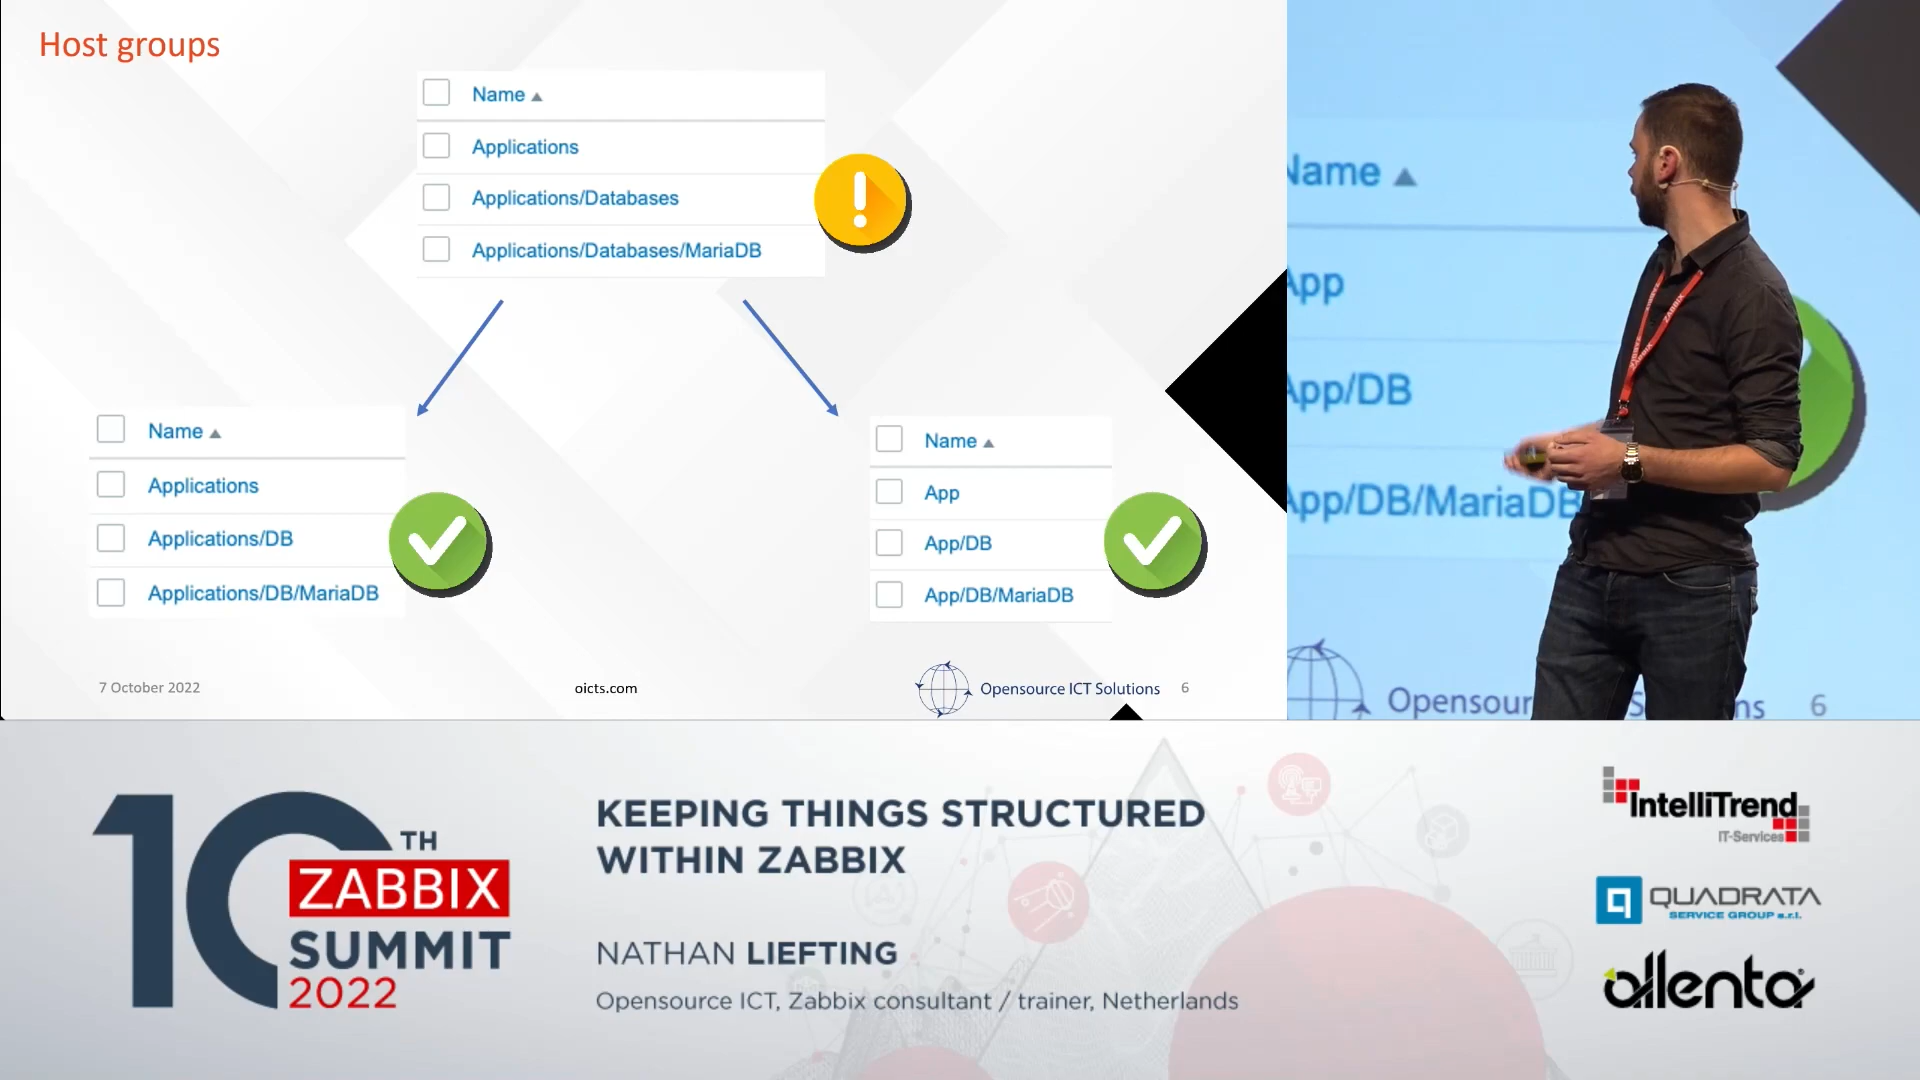 Host groups
Name
Applications
Applications/Databases
Applications/Databases/MariaDB
Name
Applications
Applications/DB
Applications/DB/MariaDB
Name
App
App/DB
App/DB/MariaDB
7 October 2022
oicts.com
Opensource ICT Solutions
6
Name
App
App/DB
App/DB/MariaDB
ZABBIX
ZABBIX
Opensour S ns 6
10TH
ZABBIX
SUMMIT
2022
KEEPING THINGS STRUCTURED
WITHIN ZABBIX
NATHAN LIEFTING
Opensource ICT, Zabbix consultant / trainer, Netherlands
IntelliTrend
IT-Services
QUADRATA
SERVICE GROUP s.r.l.
allenta